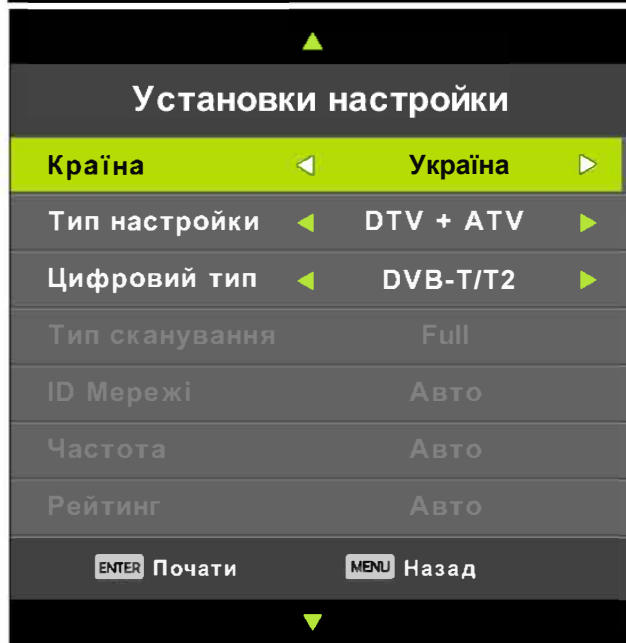 Установки настройки
Країна Україна
Тип настройки DTV + ATV
Цифровий тип DVB-T/T2
Тип сканування Full
ID Мережі Авто
Частота Авто
Рейтинг Авто
ENTER Почати MENU Назад